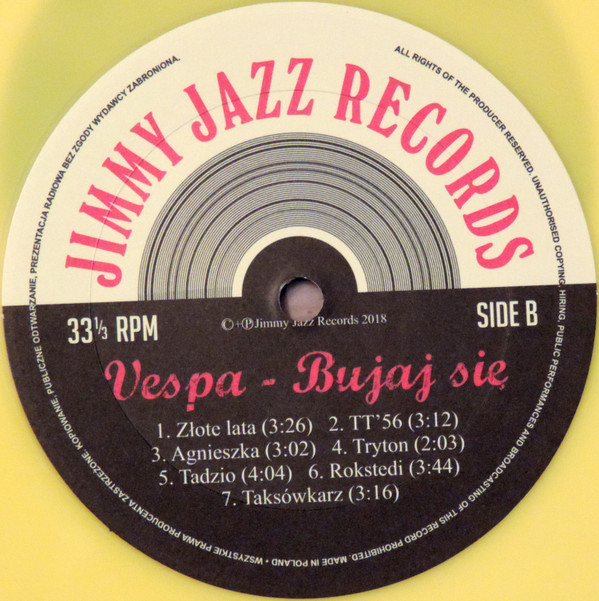 JIMMY JAZZ RECORDS
33⅓ RPM
SIDE B
©+℗Jimmy Jazz Records 2018
Vespa - Bujaj się
1. Złote lata (3:26) 2. TT'56 (3:12)
3. Agnieszka (3:02) 4. Tryton (2:03)
5. Tadzio (4:04) 6. Rokstedi (3:44)
7. Taksówkarz (3:16)
ALL RIGHTS OF THE PRODUCER RESERVED. UNAUTHORISED COPYING, HIRING, PUBLIC PERFORMANCES AND BROADCASTING OF THIS RECORD PROHIBITED. MADE IN POLAND • WSZYSTKIE PRAWA PRODUCENTA ZASTRZEŻONE. KOPIOWANIE, PUBLICZNE ODTWARZANIE, PREZENTACJA RADIOWA BEZ ZGODY WYDAWCY ZABRONIONA.